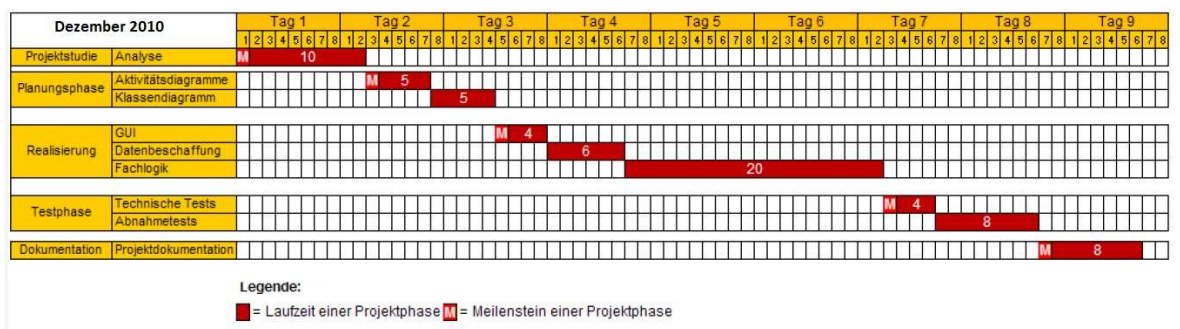 Dezember 2010 Tag 1 Tag 2 Tag 3 Tag 4 Tag 5 Tag 6 Tag 7 Tag 8 Tag 9
1 2 3 4 5 6 7 8 1 2 3 4 5 6 7 8 1 2 3 4 5 6 7 8 1 2 3 4 5 6 7 8 1 2 3 4 5 6 7 8 1 2 3 4 5 6 7 8 1 2 3 4 5 6 7 8 1 2 3 4 5 6 7 8 1 2 3 4 5 6 7 8
Projektstudie Analyse M 10
Planungsphase Aktivitätsdiagramme M 5
Klassendiagramm 5
Realisierung GUI M 4
Datenbeschaffung 6
Fachlogik 20
Testphase Technische Tests M 4
Abnahmetests 8
Dokumentation Projektdokumentation M 8
Legende:
= Laufzeit einer Projektphase M = Meilenstein einer Projektphase